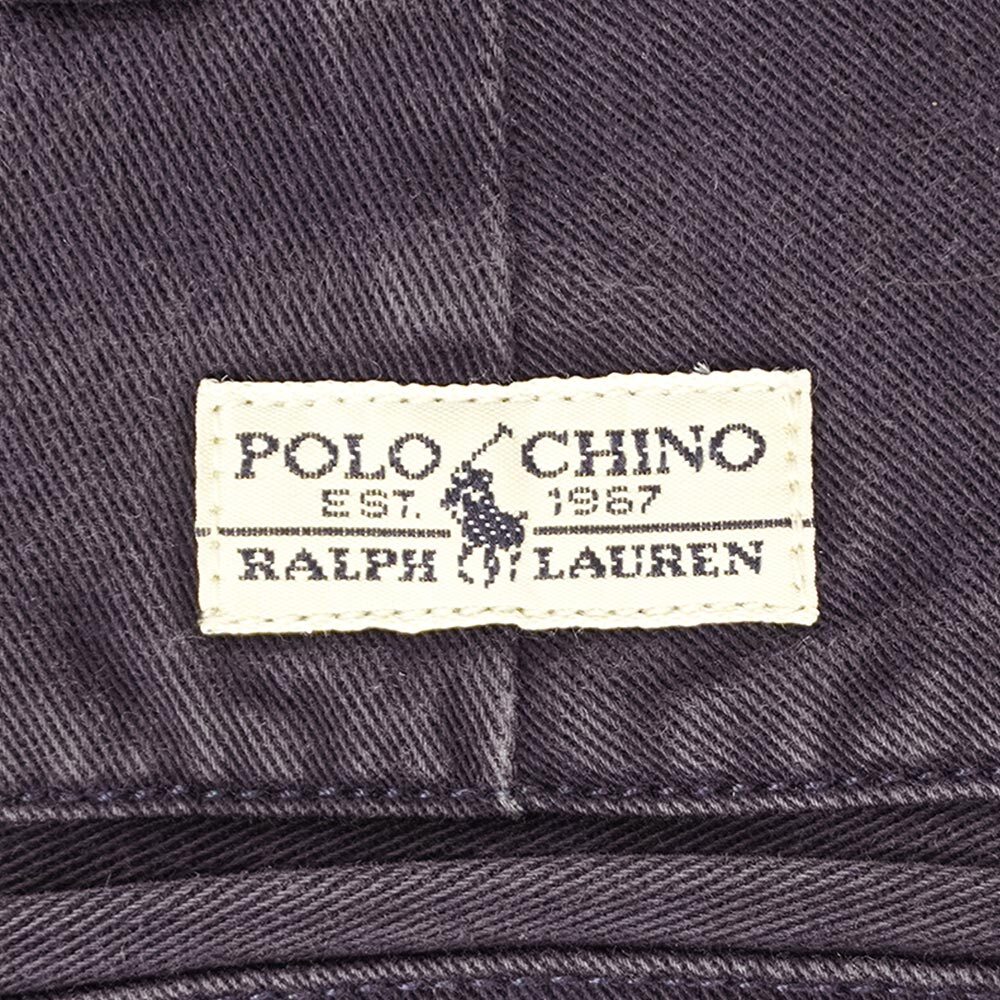 POLO CHINO
EST. 1967
RALPH LAUREN